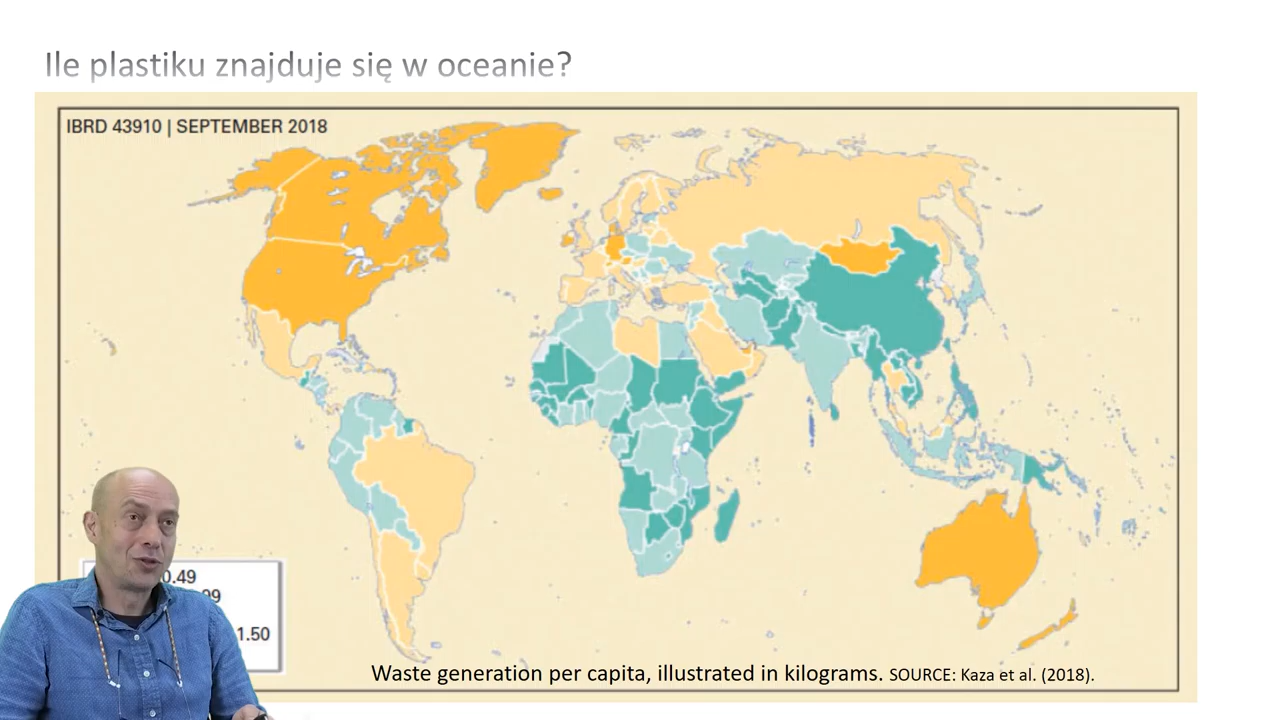 Ile plastiku znajduje się w oceanie?
IBRD 43910 | SEPTEMBER 2018
0.49
1.50
Waste generation per capita, illustrated in kilograms. SOURCE: Kaza et al. (2018).